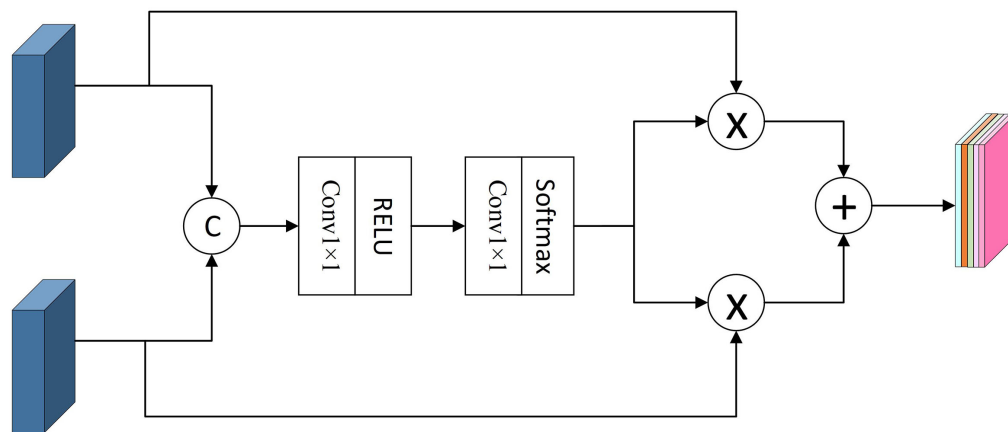 X
C
Conv1×1
RELU
Conv1×1
Softmax
+
X